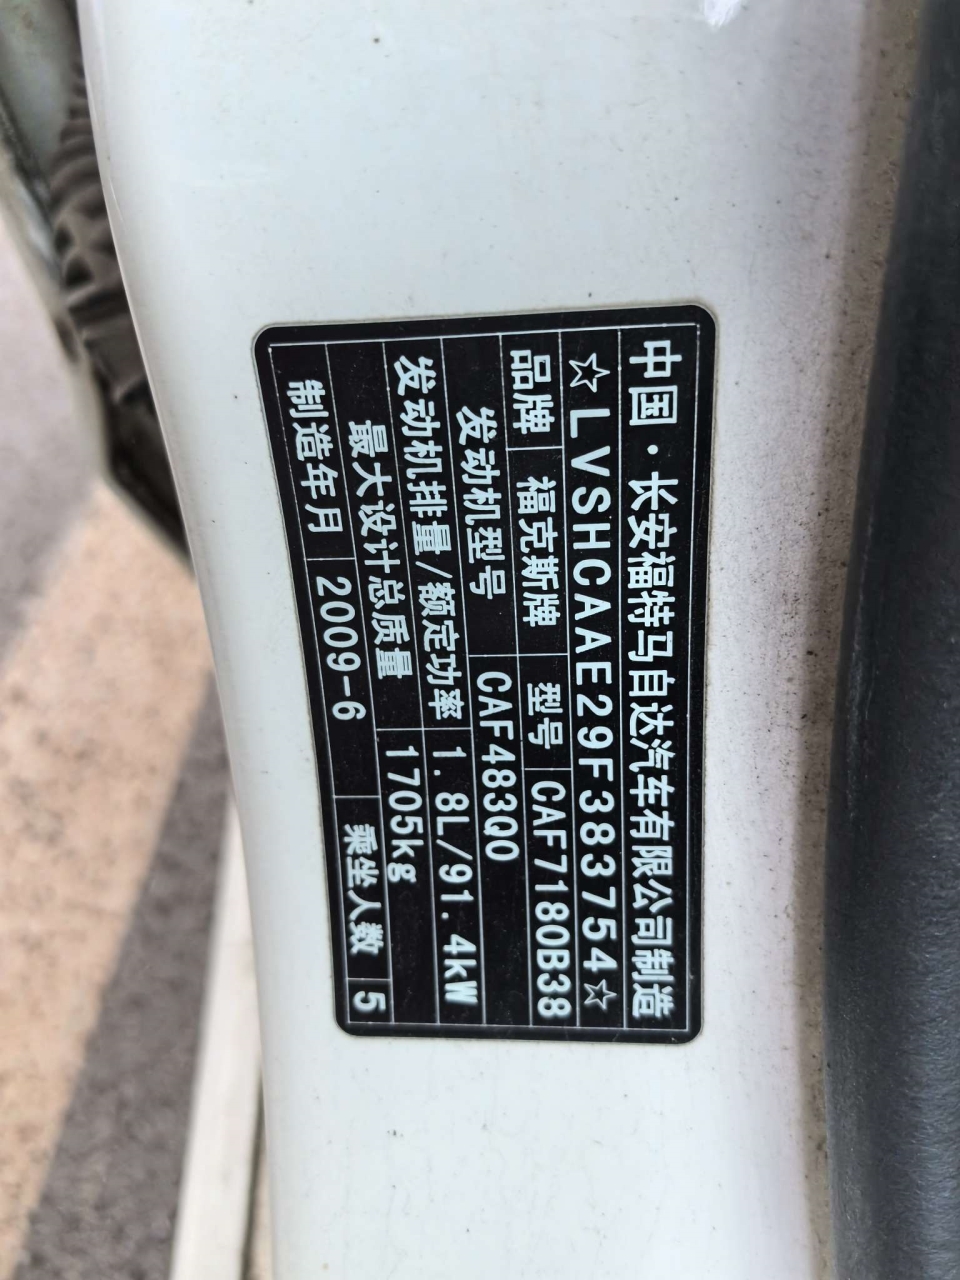 中国·长安福特马自达汽车有限公司制造
☆LVSHCAAE29F383754☆
品牌 福克斯牌 型号 CAF7180B38
发动机型号 CAF483Q0
发动机排量/额定功率 1.8L/91.4kW
最大设计总质量 1705kg
制造年月 2009-6 乘坐人数 5